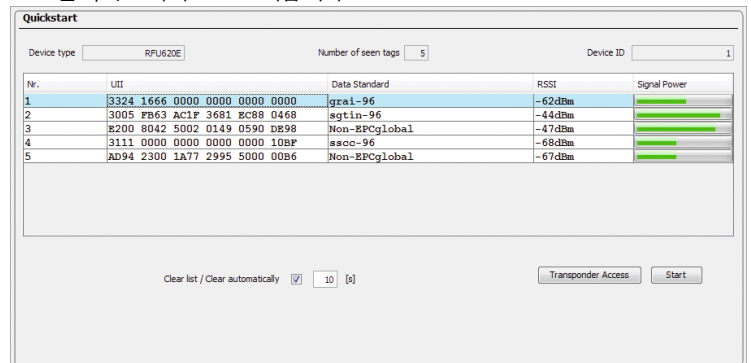 Quickstart
Device type RFU620E Number of seen tags 5 Device ID 1
Nr. UII Data Standard RSSI Signal Power
1 3324 1666 0000 0000 0000 0000 grai-96 -62dBm
2 3005 FB63 AC1F 3681 EC88 0468 sgtin-96 -44dBm
3 E200 8042 5002 0149 0590 DE98 Non-EPCglobal -47dBm
4 3111 0000 0000 0000 0000 10BF sscc-96 -68dBm
5 AD94 2300 1A77 2995 5000 00B6 Non-EPCglobal -67dBm
Clear list / Clear automatically 10 [s] Transponder Access Start